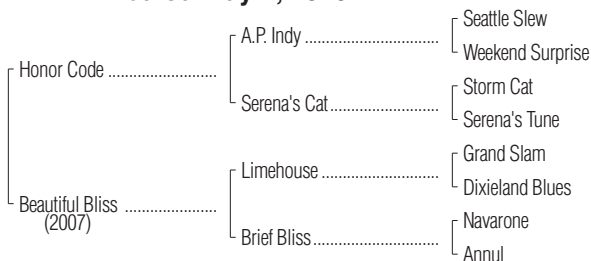 Seattle Slew
A.P. Indy
Weekend Surprise
Honor Code
Storm Cat
Serena's Cat
Serena's Tune
Grand Slam
Limehouse
Dixieland Blues
Beautiful Bliss
(2007)
Navarone
Brief Bliss
Annul